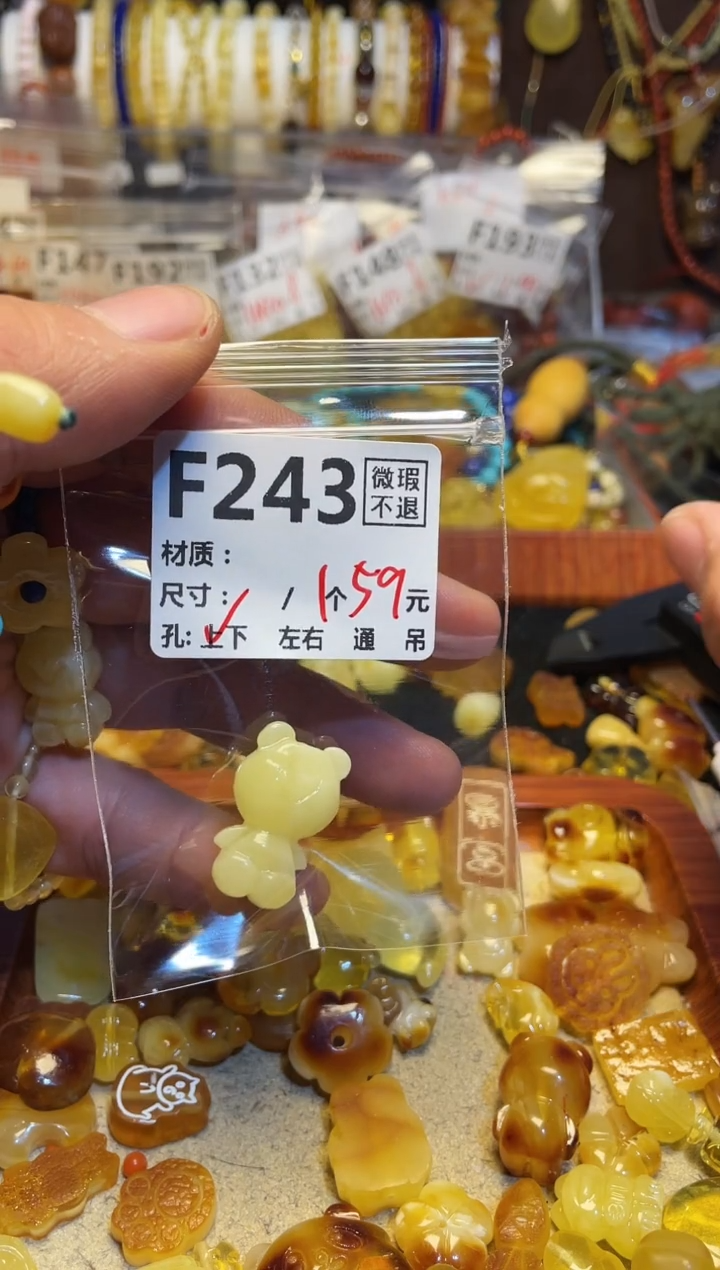 F147
F192
F132
F148
F193
F243
微瑕
不退
材质：
尺寸： / 1个59元
孔: 上下 左右 通 吊